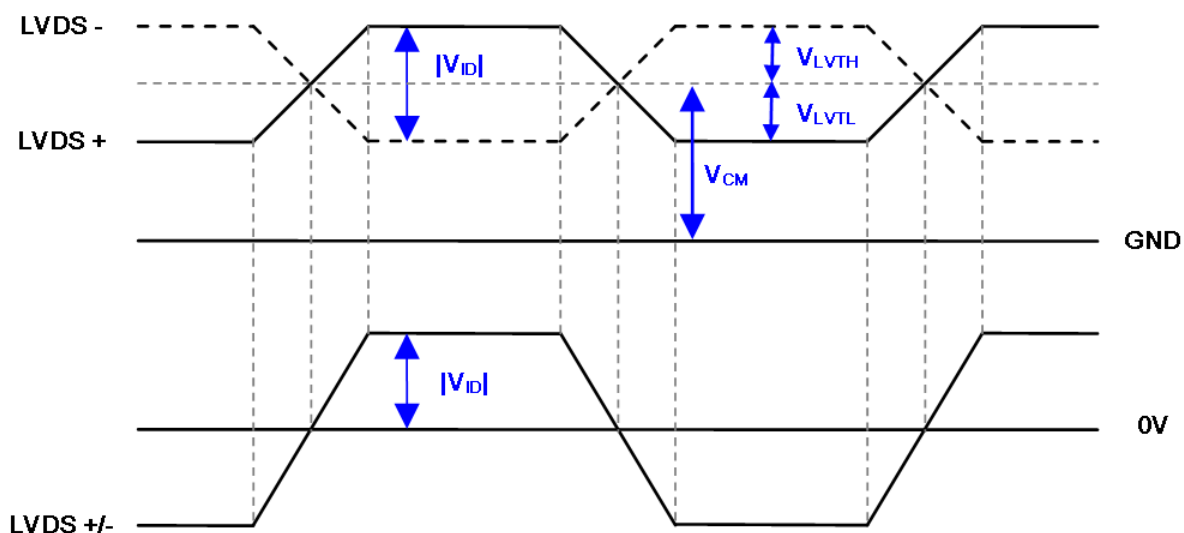 LVDS -
|VID|
VLVTH
VLVTL
LVDS +
VCM
GND
|VID|
0V
LVDS +/-